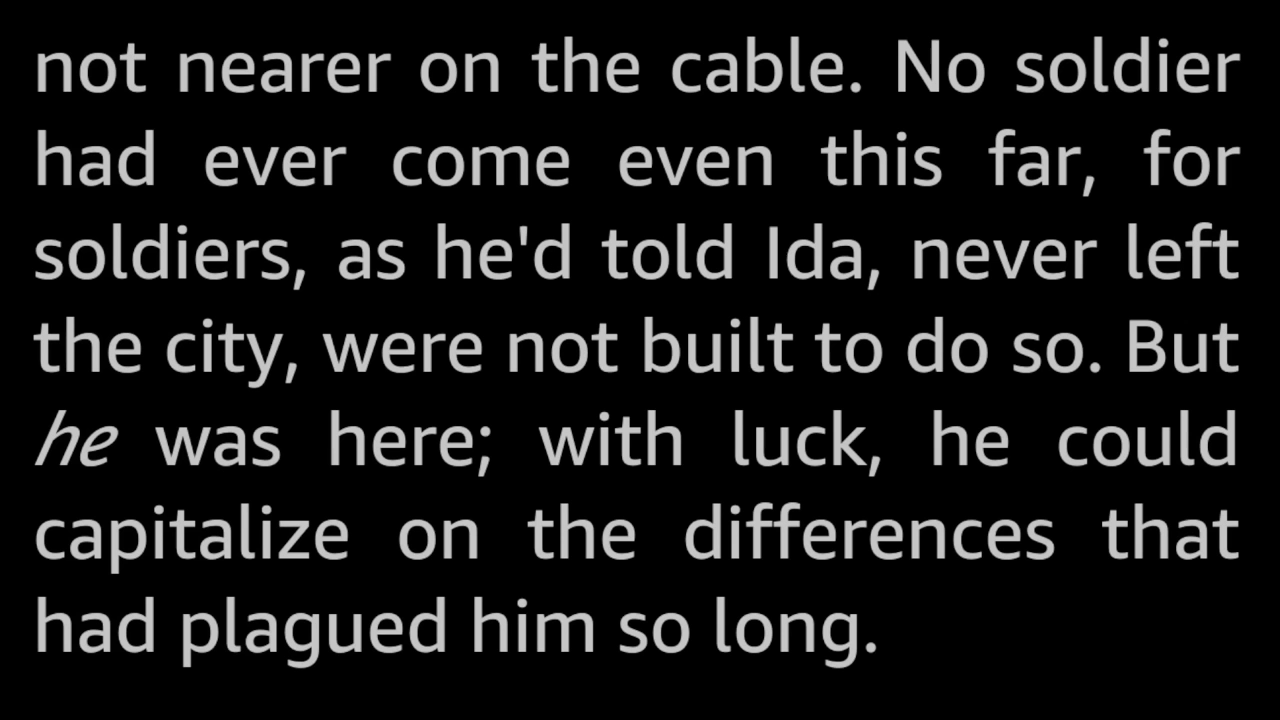 not nearer on the cable. No soldier
had ever come even this far, for
soldiers, as he'd told Ida, never left
the city, were not built to do so. But
he was here; with luck, he could
capitalize on the differences that
had plagued him so long.